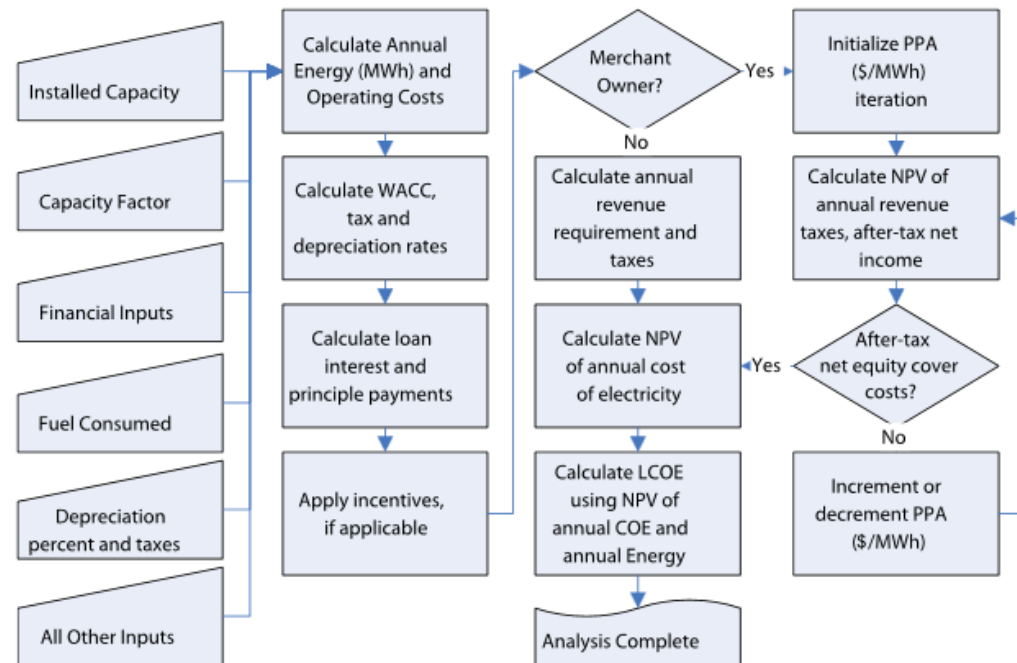 Installed Capacity
Capacity Factor
Financial Inputs
Fuel Consumed
Depreciation
percent and taxes
All Other Inputs
Calculate Annual
Energy (MWh) and
Operating Costs
Calculate WACC,
tax and
depreciation rates
Calculate loan
interest and
principle payments
Apply incentives,
if applicable
Merchant
Owner?
Yes
No
Calculate annual
revenue
requirement and
taxes
Calculate NPV
of annual cost
of electricity
Calculate LCOE
using NPV of
annual COE and
annual Energy
Analysis Complete
Initialize PPA
($/MWh)
iteration
Calculate NPV of
annual revenue
taxes, after-tax net
income
After-tax
net equity cover
costs?
Yes
No
Increment or
decrement PPA
($/MWh)